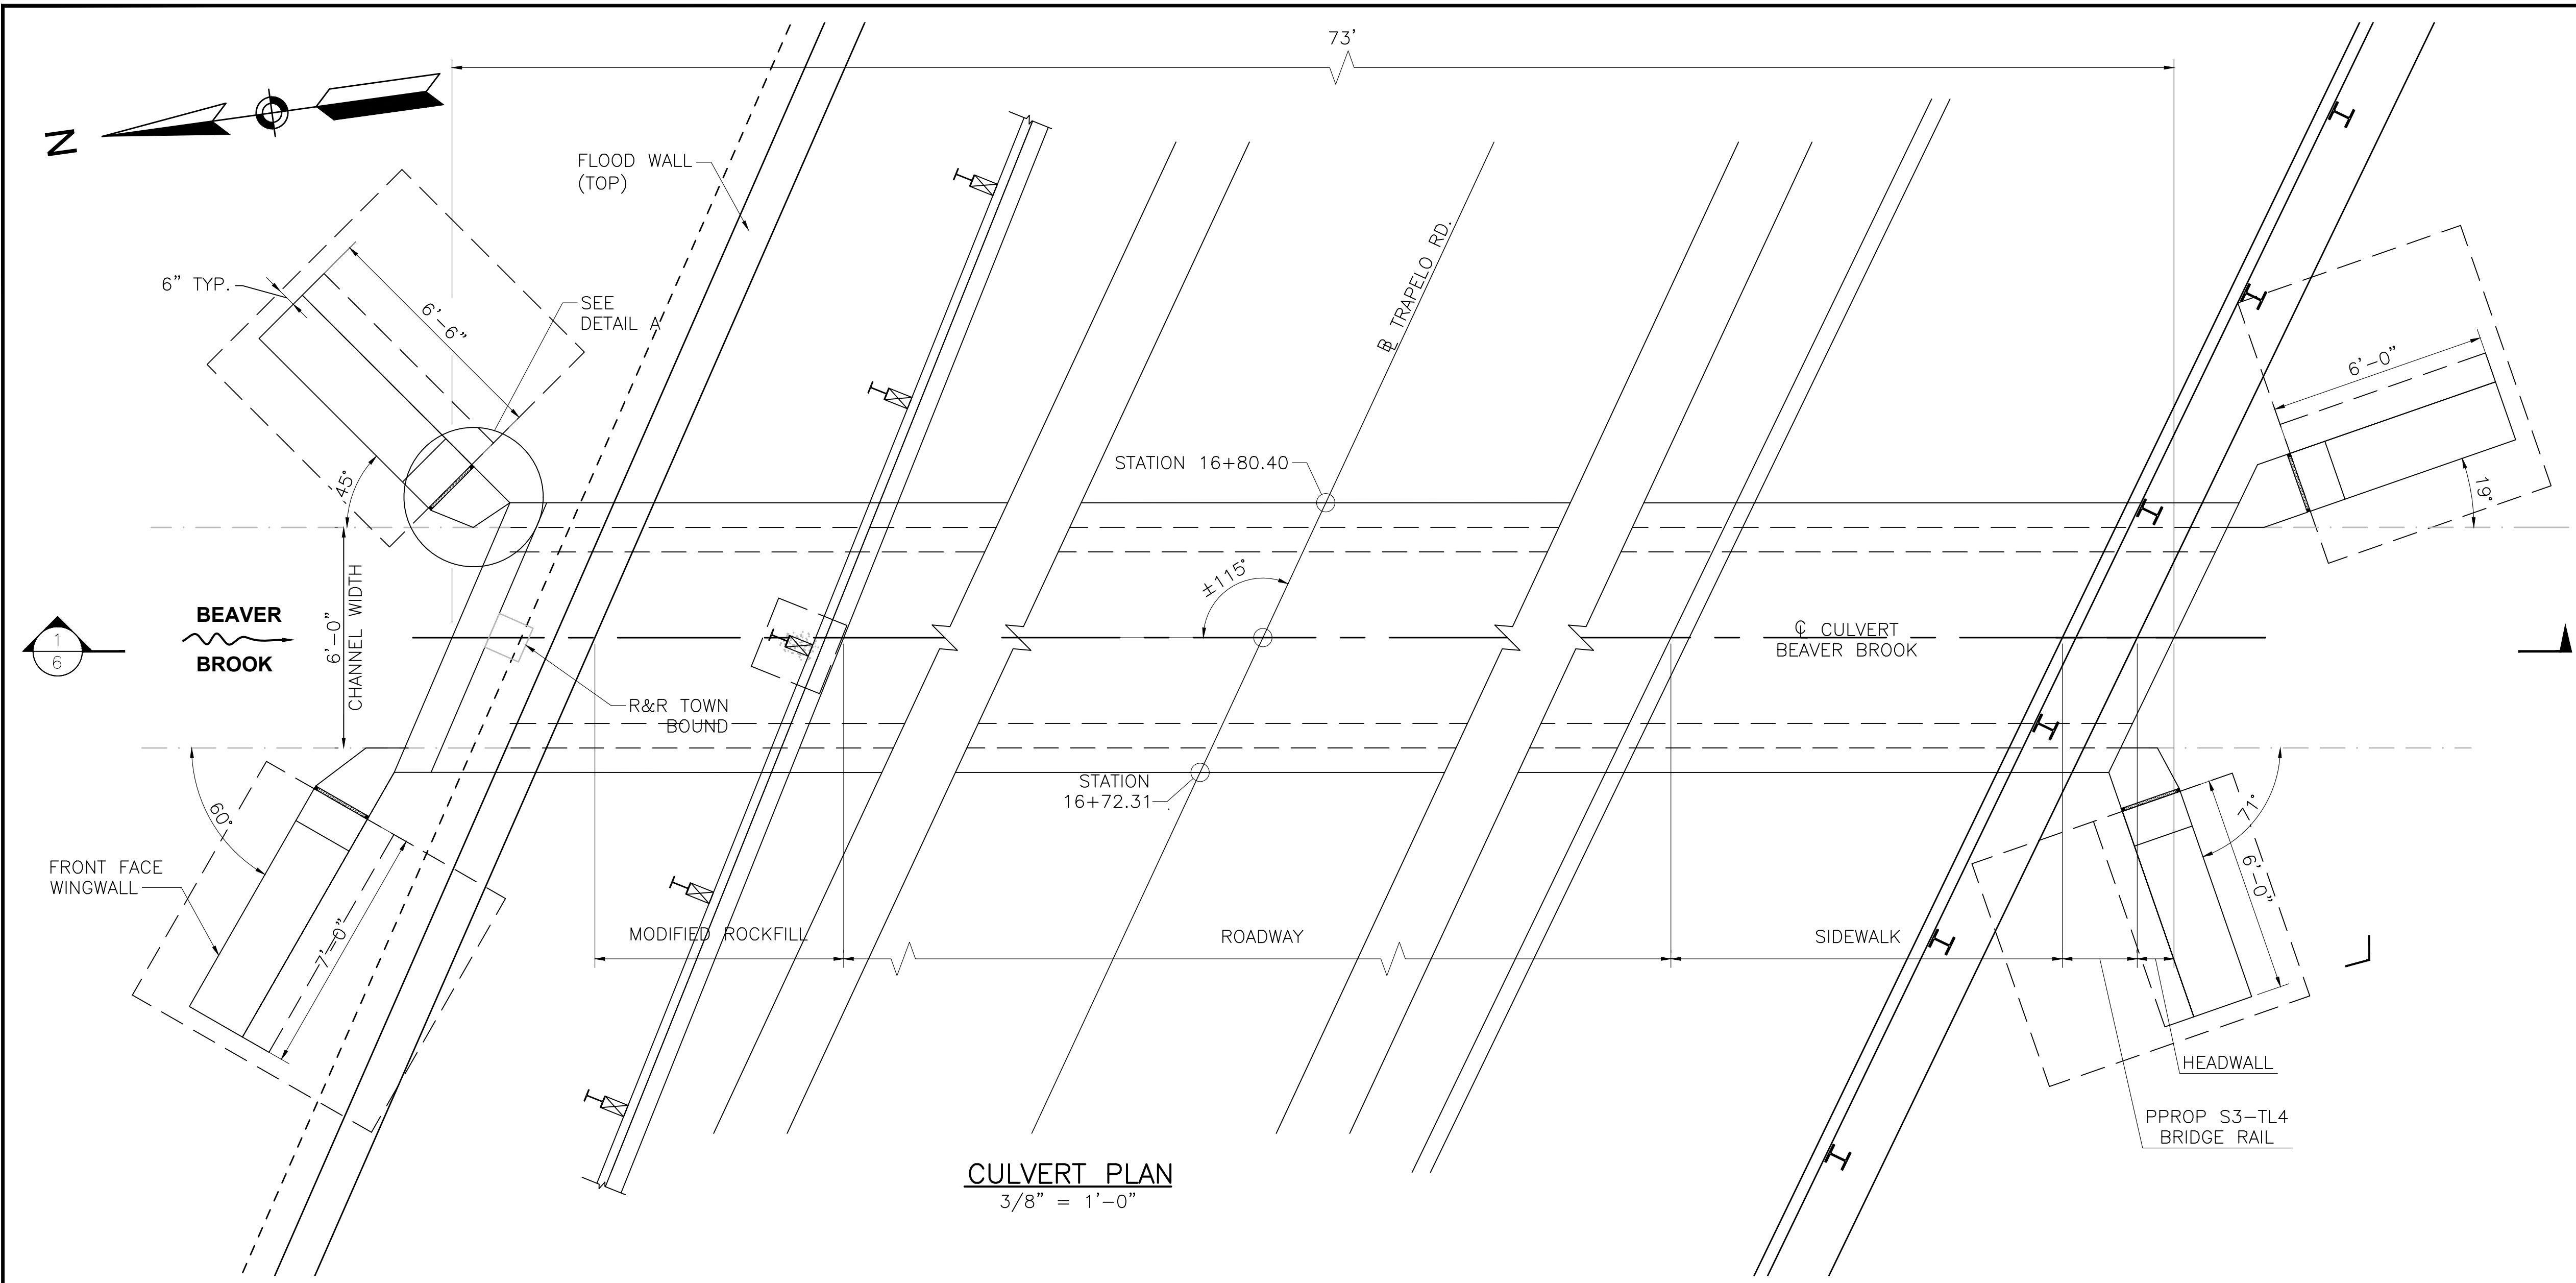 73'
N
FLOOD WALL
(TOP)
6" TYP.
6'-6"
SEE
DETAIL A
45°
℄ TRAPELO RD.
6'-0"
19°
STATION 16+80.40
±115°
BEAVER
BROOK
1
6
6'-0"
CHANNEL WIDTH
℄ CULVERT
BEAVER BROOK
R&R TOWN
BOUND
STATION
16+72.31
60°
71°
6'-0"
FRONT FACE
WINGWALL
7'-0"
MODIFIED ROCKFILL
ROADWAY
SIDEWALK
HEADWALL
PPROP S3-TL4
BRIDGE RAIL
CULVERT PLAN
3/8" = 1'-0"